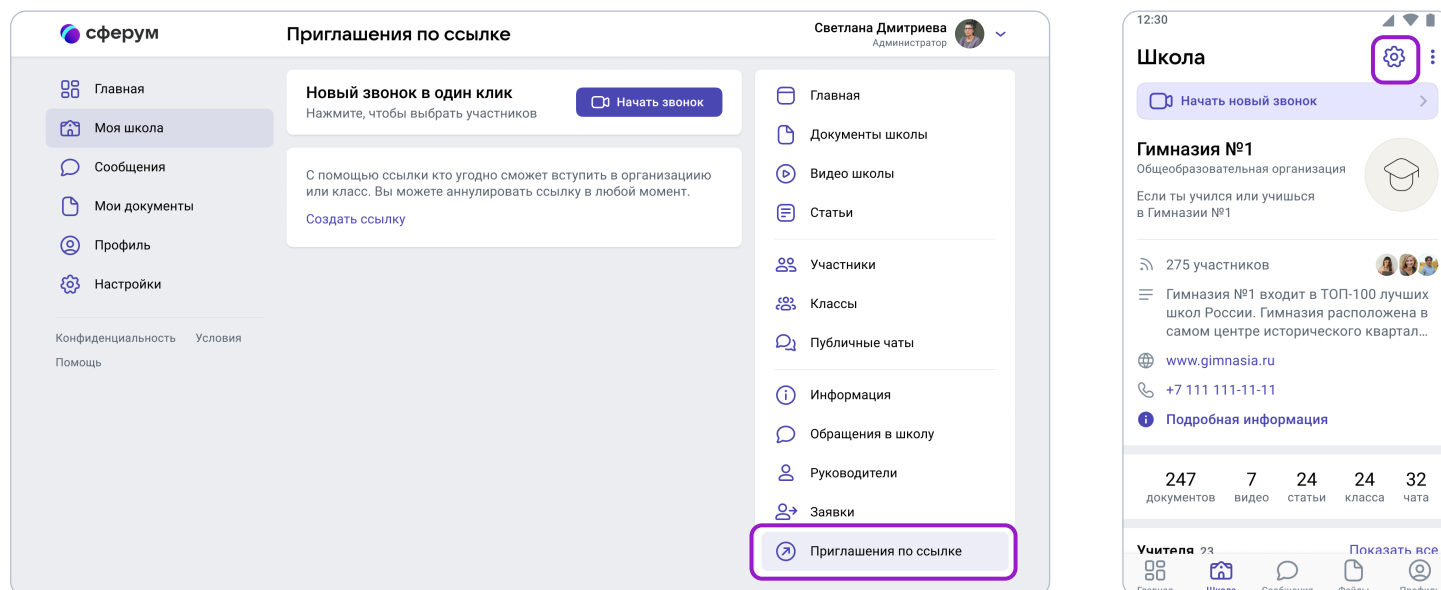 сферум
Приглашения по ссылке
Светлана Дмитриева
Администратор
Главная
Моя школа
Сообщения
Мои документы
Профиль
Настройки
Конфиденциальность Условия
Помощь
Новый звонок в один клик
Нажмите, чтобы выбрать участников
Начать звонок
С помощью ссылки кто угодно сможет вступить в организациию
или класс. Вы можете аннулировать ссылку в любой момент.
Создать ссылку
Главная
Документы школы
Видео школы
Статьи
Участники
Классы
Публичные чаты
Информация
Обращения в школу
Руководители
Заявки
Приглашения по ссылке
12:30
Школа
Начать новый звонок
Гимназия №1
Общеобразовательная организация
Если ты учился или учишься
в Гимназии №1
275 участников
Гимназия №1 входит в ТОП-100 лучших
школ России. Гимназия расположена в
самом центре исторического квартал...
www.gimnasia.ru
+7 111 111-11-11
Подробная информация
247 7 24 24 32
документов видео статьи класса чата
Учителя 23 Показать все
Главная Школа Сообщения Файлы Профиль